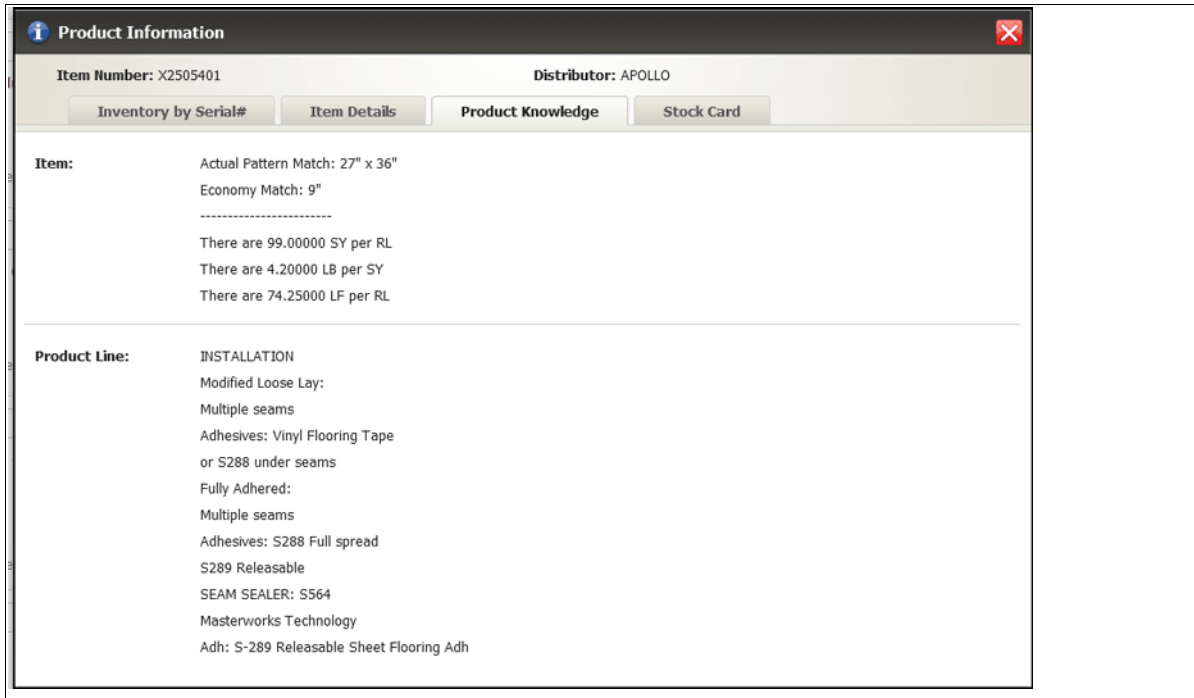 Product Information
Item Number: X2505401 Distributor: APOLLO
Inventory by Serial# Item Details Product Knowledge Stock Card
Item: Actual Pattern Match: 27" x 36"
Economy Match: 9"
------------------------
There are 99.00000 SY per RL
There are 4.20000 LB per SY
There are 74.25000 LF per RL
Product Line: INSTALLATION
Modified Loose Lay:
Multiple seams
Adhesives: Vinyl Flooring Tape
or S288 under seams
Fully Adhered:
Multiple seams
Adhesives: S288 Full spread
S289 Releasable
SEAM SEALER: S564
Masterworks Technology
Adh: S-289 Releasable Sheet Flooring Adh